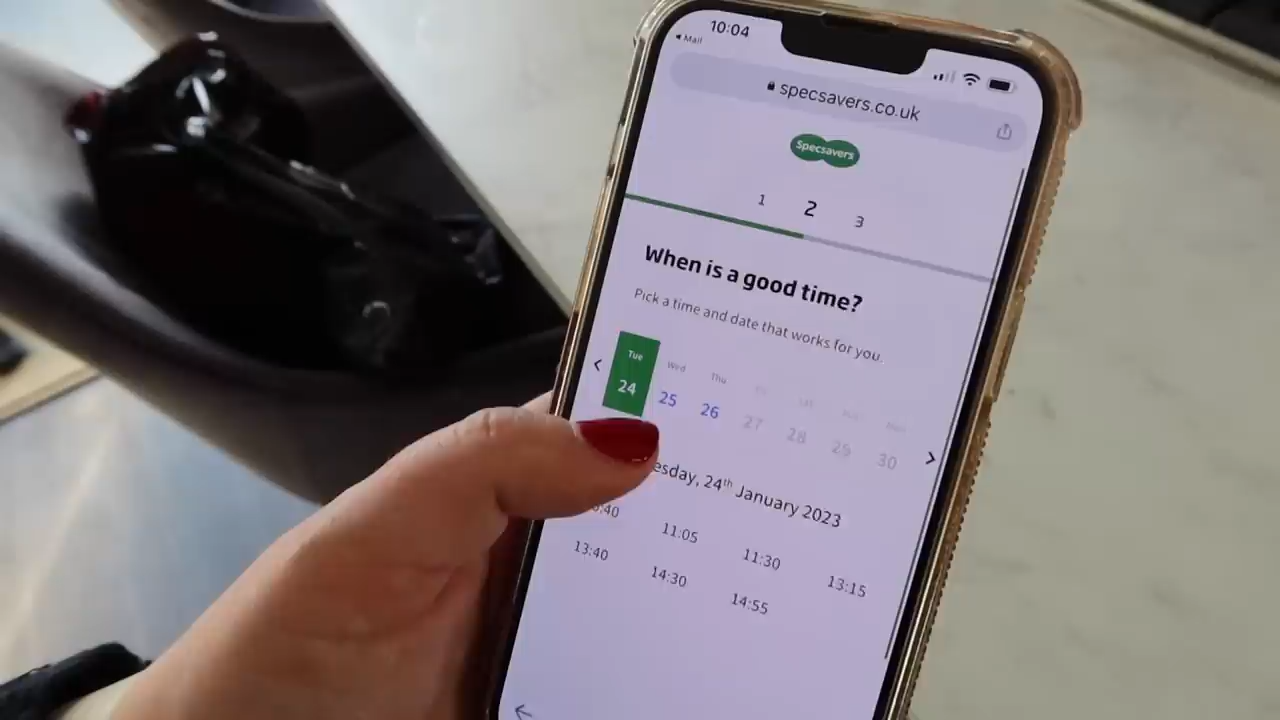 10:04
Mail
specsavers.co.uk
Specsavers
1 2 3
When is a good time?
Pick a time and date that works for you.
Tue Wed Thu
24 25 26 27 28 29 30
esday, 24th January 2023
:40 11:05 11:30 13:15
13:40 14:30 14:55